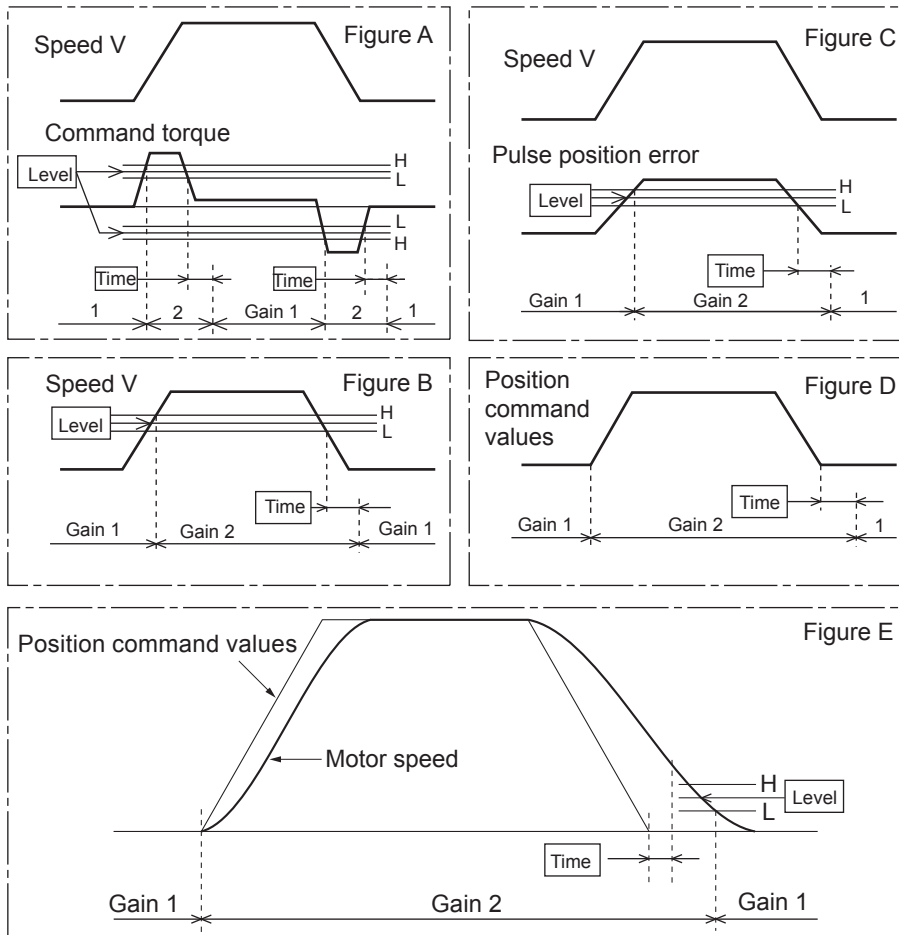 Figure A
Speed V
Command torque
Level
H
L
L
H
Time
Time
1
2
Gain 1
2
1
Figure C
Speed V
Pulse position error
Level
H
L
Time
Gain 1
Gain 2
1
Figure B
Speed V
Level
H
L
Time
Gain 1
Gain 2
Gain 1
Figure D
Position
command
values
Time
Gain 1
Gain 2
1
Figure E
Position command values
Motor speed
H
L
Level
Time
Gain 1
Gain 2
Gain 1